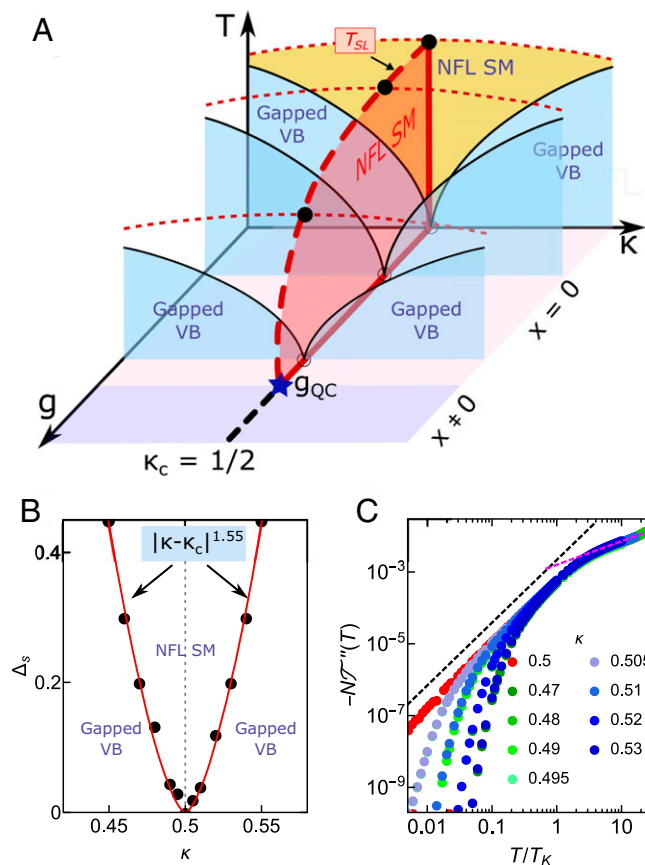 A
T
T_SL
NFL SM
Gapped
VB
NFL SM
Gapped
VB
κ
Gapped
VB
Gapped
VB
x = 0
g
g_QC
x ≠ 0
κ_c = 1/2
B
C
|κ-κ_c|^1.55
0.4
NFL SM
Δ_s
0.2
Gapped
VB
Gapped
VB
0
0.45
0.5
0.55
κ
10^-3
-N𝒯''(T)
10^-5
κ
0.5
0.505
0.47
0.51
10^-7
0.48
0.52
0.49
0.53
10^-9
0.495
0.01
0.1
1
10
T/T_K